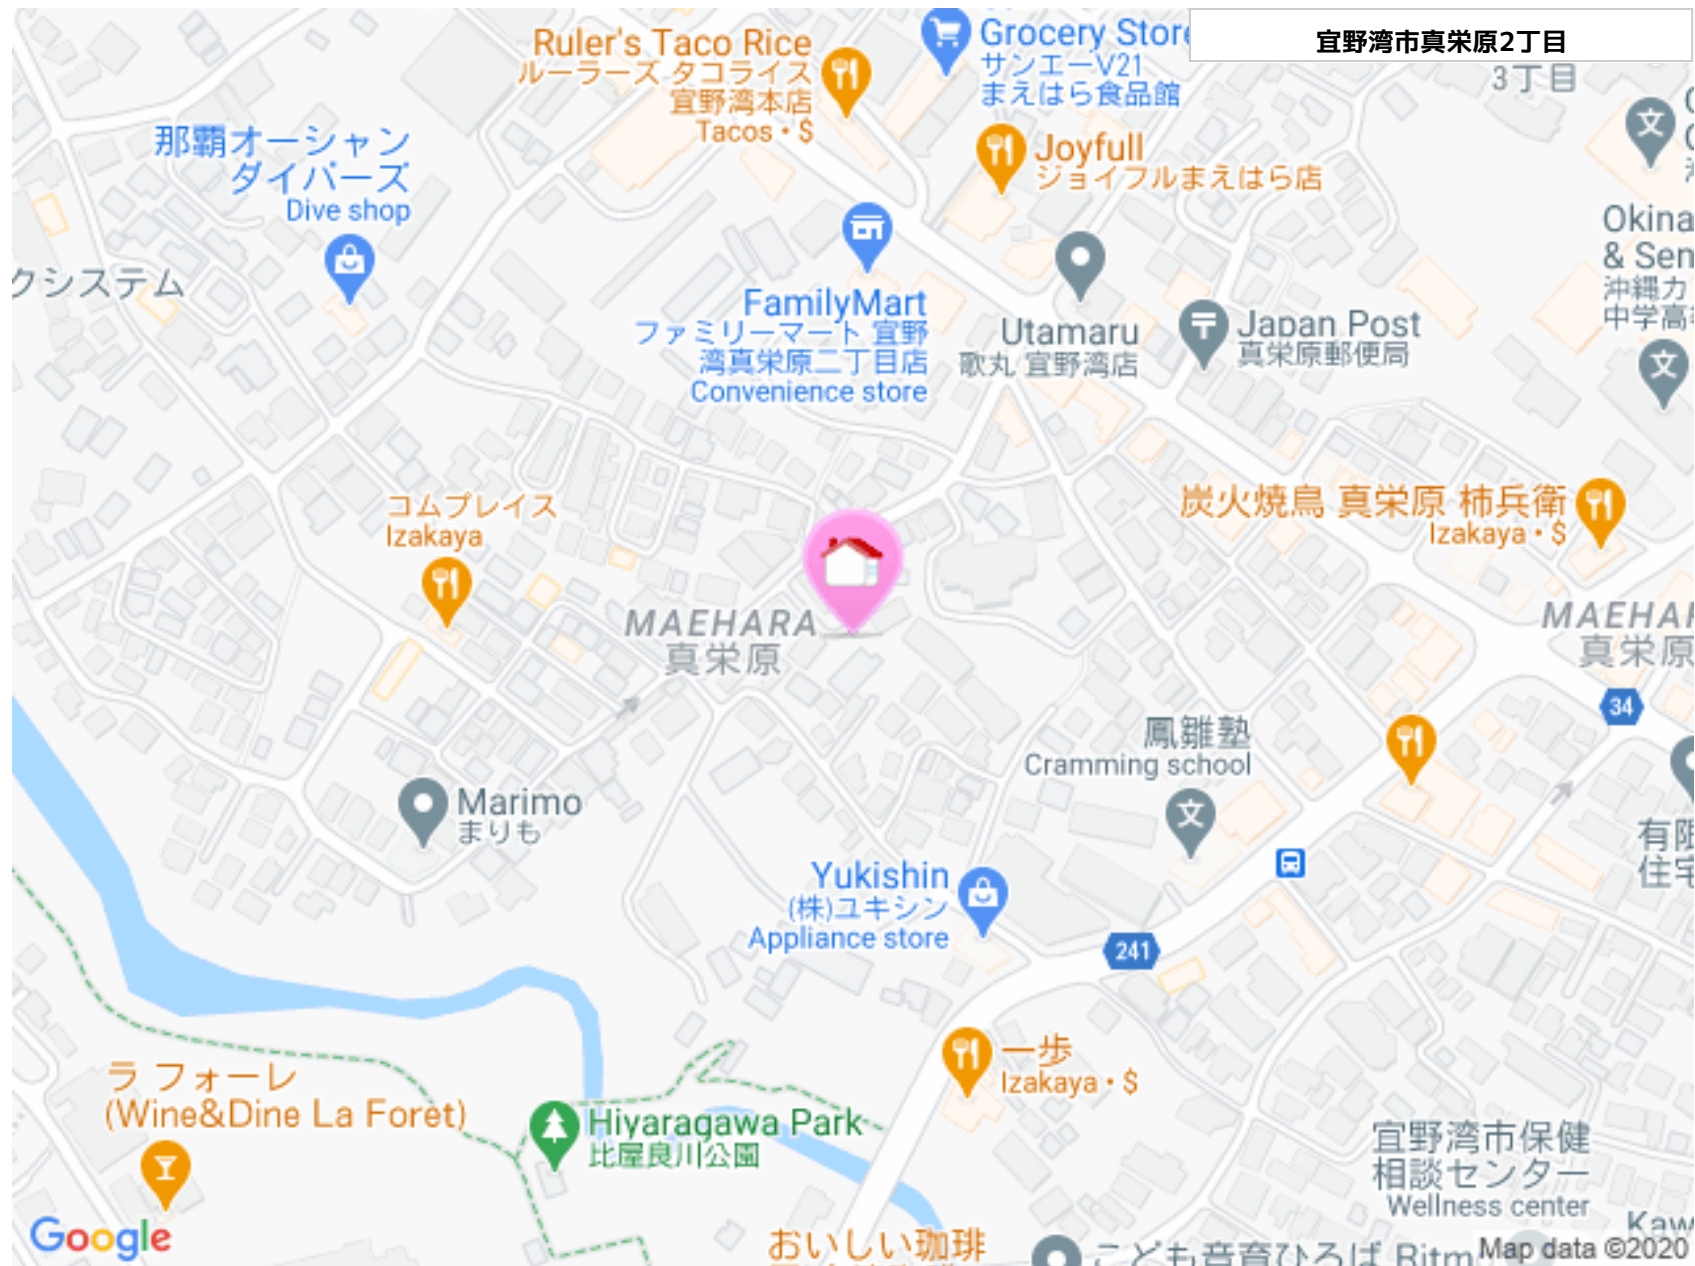 宜野湾市真栄原2丁目
Ruler's Taco Rice
ルーラーズ タコライス
宜野湾本店
Tacos • $
Grocery Store
サンエーV21
まえはら食品館
3丁目
Joyfull
ジョイフルまえはら店
那覇オーシャン
ダイバーズ
Dive shop
クシステム
FamilyMart
ファミリーマート 宜野
湾真栄原二丁目店
Convenience store
Utamaru
歌丸 宜野湾店
Japan Post
真栄原郵便局
Okina
& Sen
沖縄カ
中学高
コムプレイス
Izakaya
炭火焼鳥 真栄原 柿兵衛
Izakaya • $
MAEHARA
真栄原
MAEHAR
真栄原
34
鳳雛塾
Cramming school
Marimo
まりも
有限
住宅
Yukishin
(株)ユキシン
Appliance store
241
一歩
Izakaya • $
ラ フォーレ
(Wine&Dine La Foret)
Hiyaragawa Park
比屋良川公園
宜野湾市保健
相談センター
Wellness center
Kaw
おいしい珈琲
こども音育ひろば Ritm
Google
Map data ©2020